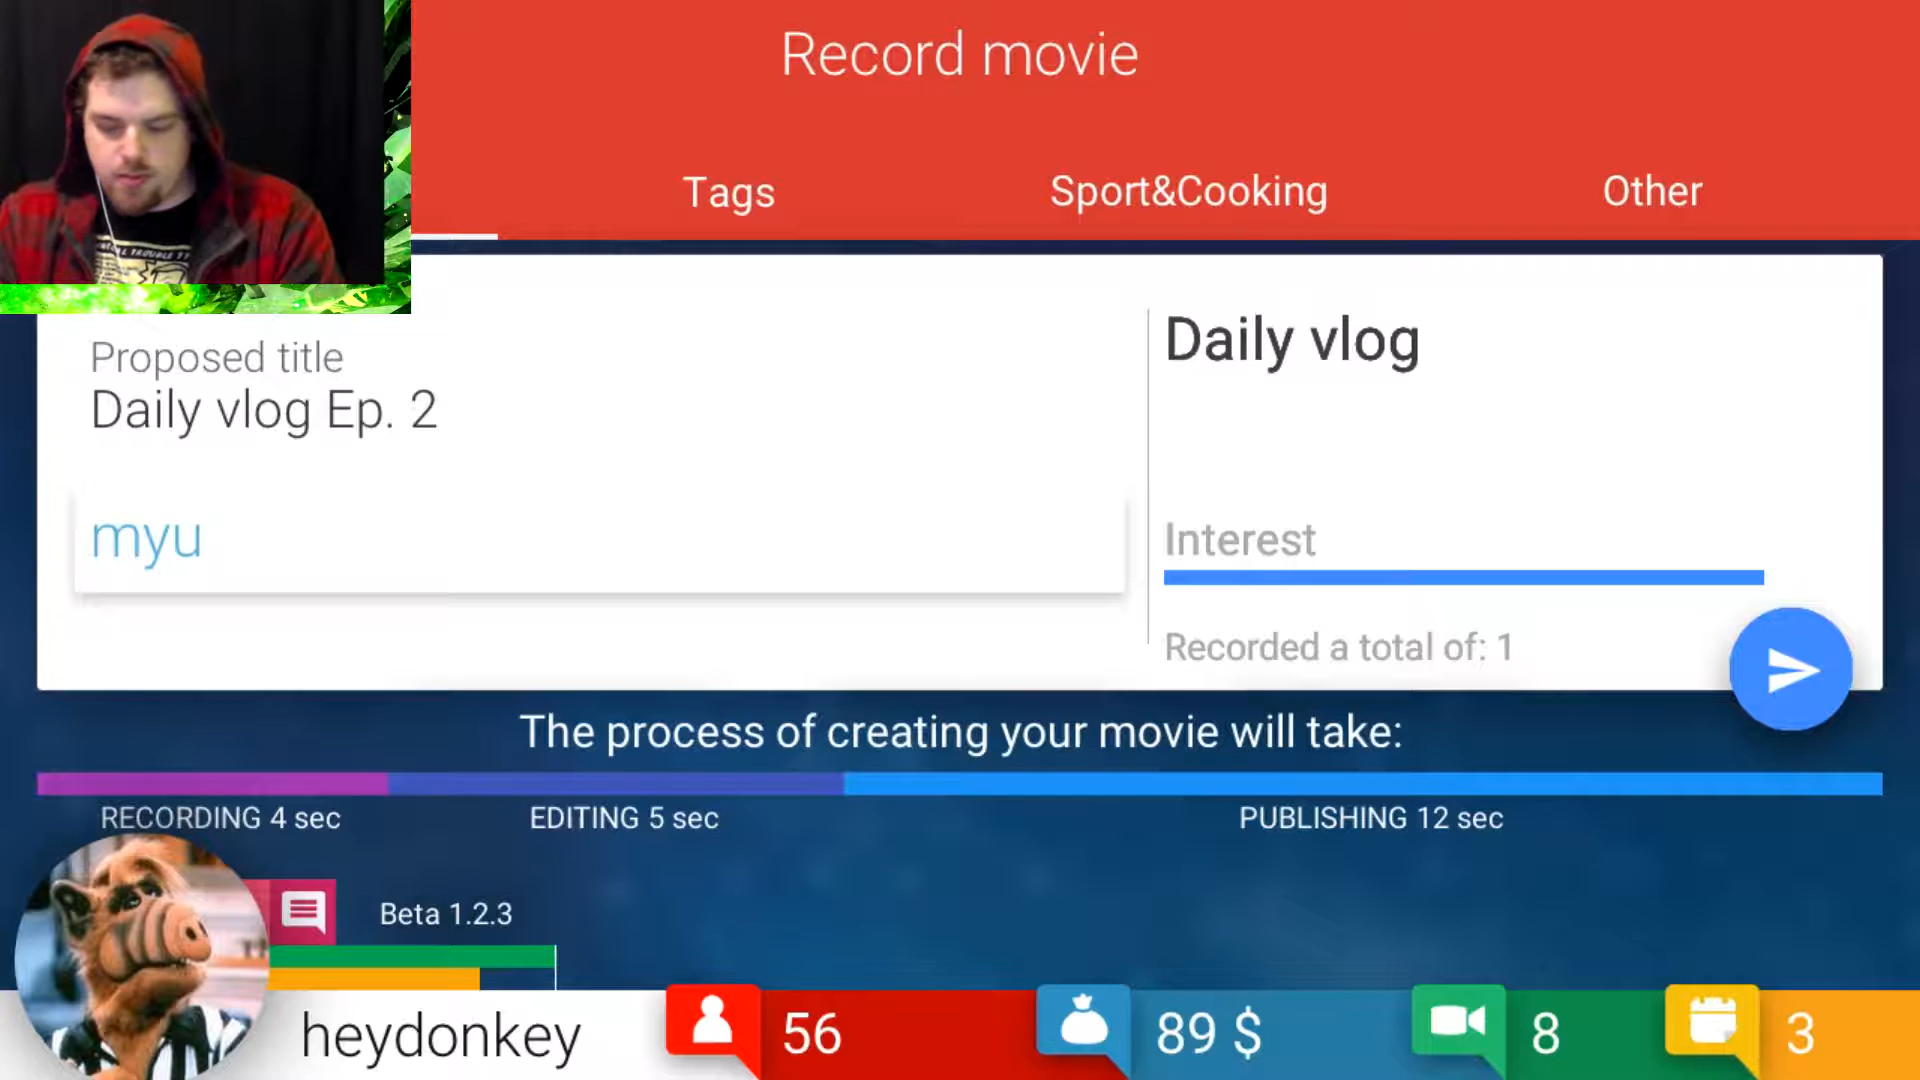 Record movie
Tags
Sport&Cooking
Other
Proposed title
Daily vlog Ep. 2
myu
Daily vlog
Interest
Recorded a total of: 1
The process of creating your movie will take:
RECORDING 4 sec
EDITING 5 sec
PUBLISHING 12 sec
Beta 1.2.3
heydonkey
56
89 $
8
3